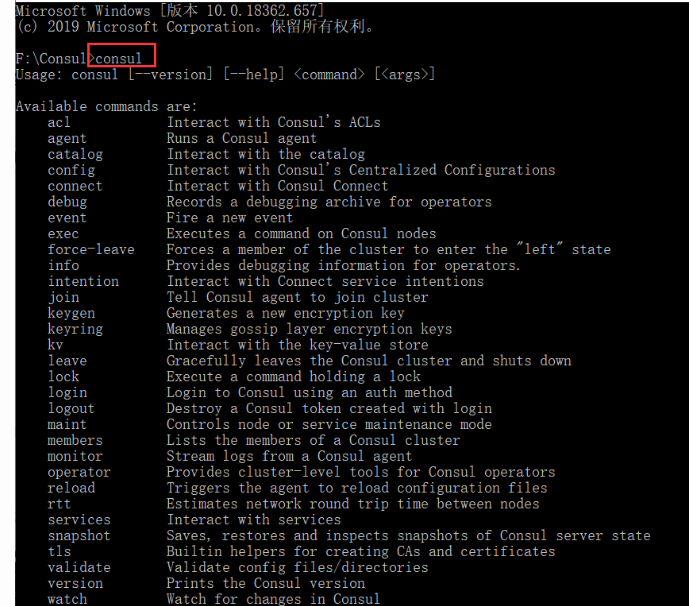 Microsoft Windows [版本 10.0.18362.657]
(c) 2019 Microsoft Corporation。保留所有权利。
F:\Consul>consul
Usage: consul [--version] [--help] <command> [<args>]
Available commands are:
acl Interact with Consul's ACLs
agent Runs a Consul agent
catalog Interact with the catalog
config Interact with Consul's Centralized Configurations
connect Interact with Consul Connect
debug Records a debugging archive for operators
event Fire a new event
exec Executes a command on Consul nodes
force-leave Forces a member of the cluster to enter the "left" state
info Provides debugging information for operators.
intention Interact with Connect service intentions
join Tell Consul agent to join cluster
keygen Generates a new encryption key
keyring Manages gossip layer encryption keys
kv Interact with the key-value store
leave Gracefully leaves the Consul cluster and shuts down
lock Execute a command holding a lock
login Login to Consul using an auth method
logout Destroy a Consul token created with login
maint Controls node or service maintenance mode
members Lists the members of a Consul cluster
monitor Stream logs from a Consul agent
operator Provides cluster-level tools for Consul operators
reload Triggers the agent to reload configuration files
rtt Estimates network round trip time between nodes
services Interact with services
snapshot Saves, restores and inspects snapshots of Consul server state
tls Builtin helpers for creating CAs and certificates
validate Validate config files/directories
version Prints the Consul version
watch Watch for changes in Consul